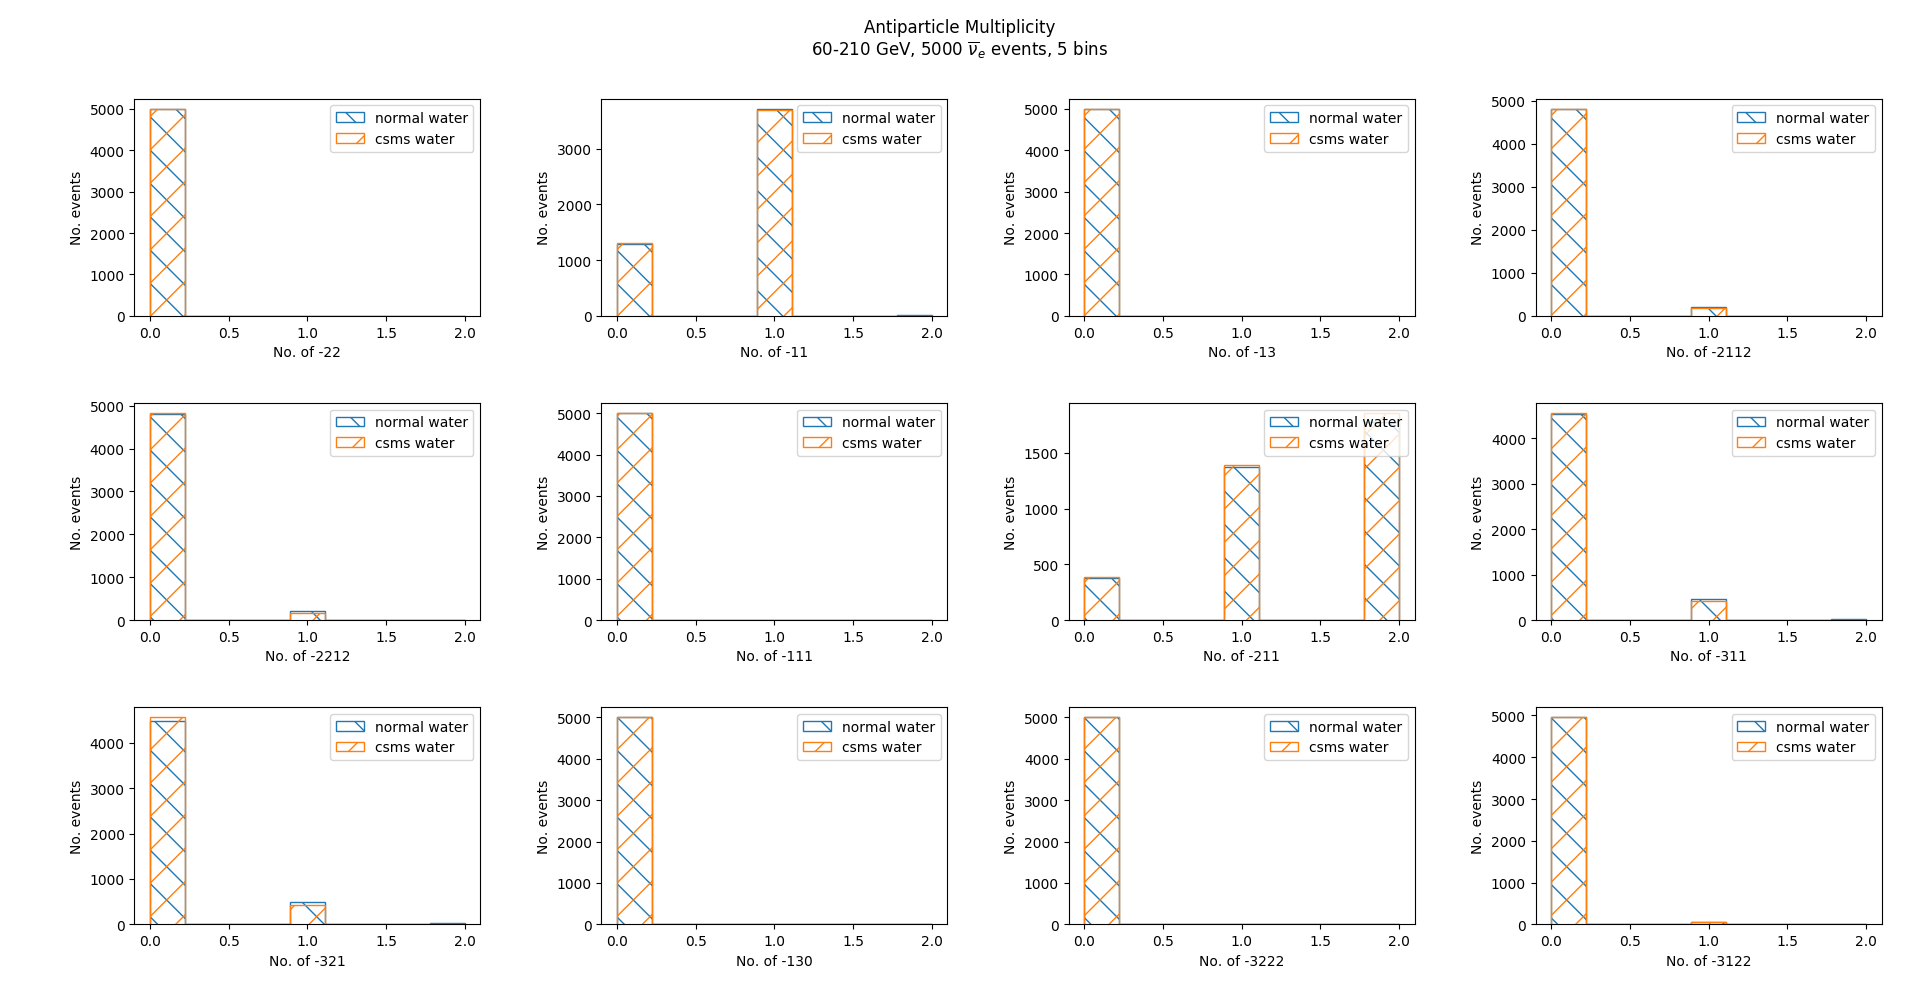 Antiparticle Multiplicity
60-210 GeV, 5000 ν̅ₑ events, 5 bins
5000
4000
3000
2000
1000
0
No. events
normal water
csms water
0.0 0.5 1.0 1.5 2.0
No. of -22
3000
2000
1000
0
No. events
normal water
csms water
0.0 0.5 1.0 1.5 2.0
No. of -11
5000
4000
3000
2000
1000
0
No. events
normal water
csms water
0.0 0.5 1.0 1.5 2.0
No. of -13
5000
4000
3000
2000
1000
0
No. events
normal water
csms water
0.0 0.5 1.0 1.5 2.0
No. of -2112
5000
4000
3000
2000
1000
0
No. events
normal water
csms water
0.0 0.5 1.0 1.5 2.0
No. of -2212
5000
4000
3000
2000
1000
0
No. events
normal water
csms water
0.0 0.5 1.0 1.5 2.0
No. of -111
1500
1000
500
0
No. events
normal water
csms water
0.0 0.5 1.0 1.5 2.0
No. of -211
4000
3000
2000
1000
0
No. events
normal water
csms water
0.0 0.5 1.0 1.5 2.0
No. of -311
4000
3000
2000
1000
0
No. events
normal water
csms water
0.0 0.5 1.0 1.5 2.0
No. of -321
5000
4000
3000
2000
1000
0
No. events
normal water
csms water
0.0 0.5 1.0 1.5 2.0
No. of -130
5000
4000
3000
2000
1000
0
No. events
normal water
csms water
0.0 0.5 1.0 1.5 2.0
No. of -3222
5000
4000
3000
2000
1000
0
No. events
normal water
csms water
0.0 0.5 1.0 1.5 2.0
No. of -3122